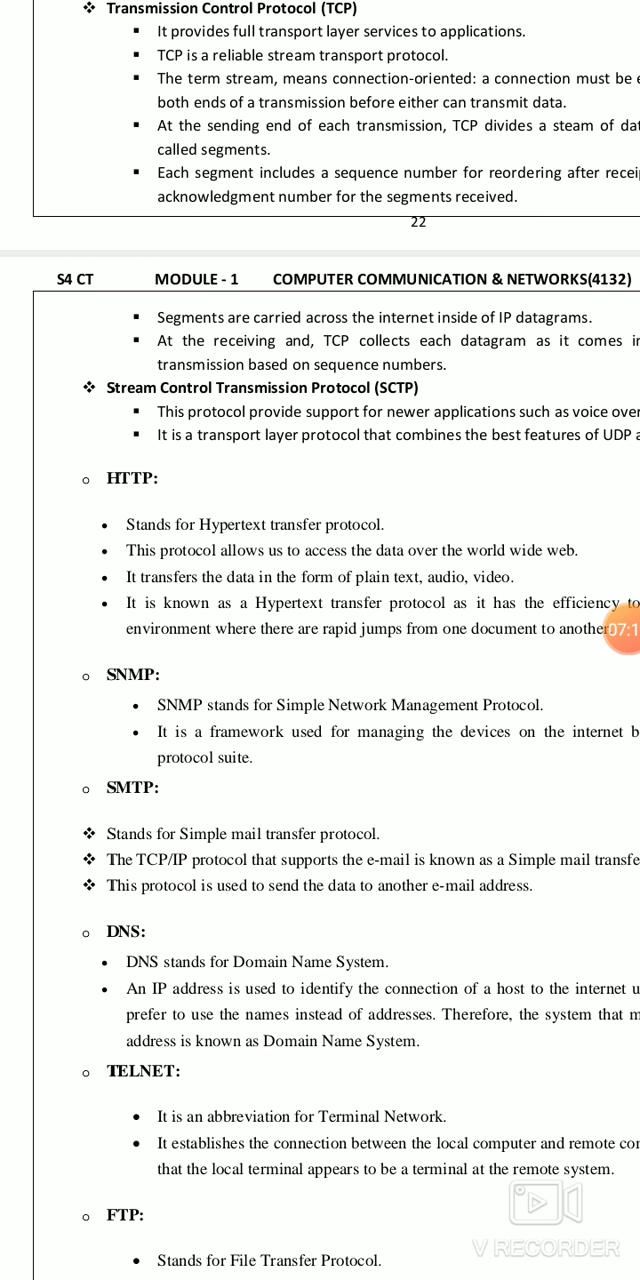 ❖ Transmission Control Protocol (TCP)
▪ It provides full transport layer services to applications.
▪ TCP is a reliable stream transport protocol.
▪ The term stream, means connection-oriented: a connection must be
both ends of a transmission before either can transmit data.
▪ At the sending end of each transmission, TCP divides a steam of
called segments.
▪ Each segment includes a sequence number for reordering after
acknowledgment number for the segments received.
22
S4 CT MODULE - 1 COMPUTER COMMUNICATION & NETWORKS(4132)
▪ Segments are carried across the internet inside of IP datagrams.
▪ At the receiving and, TCP collects each datagram as it comes
transmission based on sequence numbers.
❖ Stream Control Transmission Protocol (SCTP)
▪ This protocol provide support for newer applications such as voice over
▪ It is a transport layer protocol that combines the best features of UDP
o HTTP:
• Stands for Hypertext transfer protocol.
• This protocol allows us to access the data over the world wide web.
• It transfers the data in the form of plain text, audio, video.
• It is known as a Hypertext transfer protocol as it has the efficiency to
environment where there are rapid jumps from one document to another
07:1
o SNMP:
• SNMP stands for Simple Network Management Protocol.
• It is a framework used for managing the devices on the internet
protocol suite.
o SMTP:
❖ Stands for Simple mail transfer protocol.
❖ The TCP/IP protocol that supports the e-mail is known as a Simple mail
❖ This protocol is used to send the data to another e-mail address.
o DNS:
• DNS stands for Domain Name System.
• An IP address is used to identify the connection of a host to the internet
prefer to use the names instead of addresses. Therefore, the system that
address is known as Domain Name System.
o TELNET:
• It is an abbreviation for Terminal Network.
• It establishes the connection between the local computer and remote
that the local terminal appears to be a terminal at the remote system.
V RECORDER
o FTP:
• Stands for File Transfer Protocol.